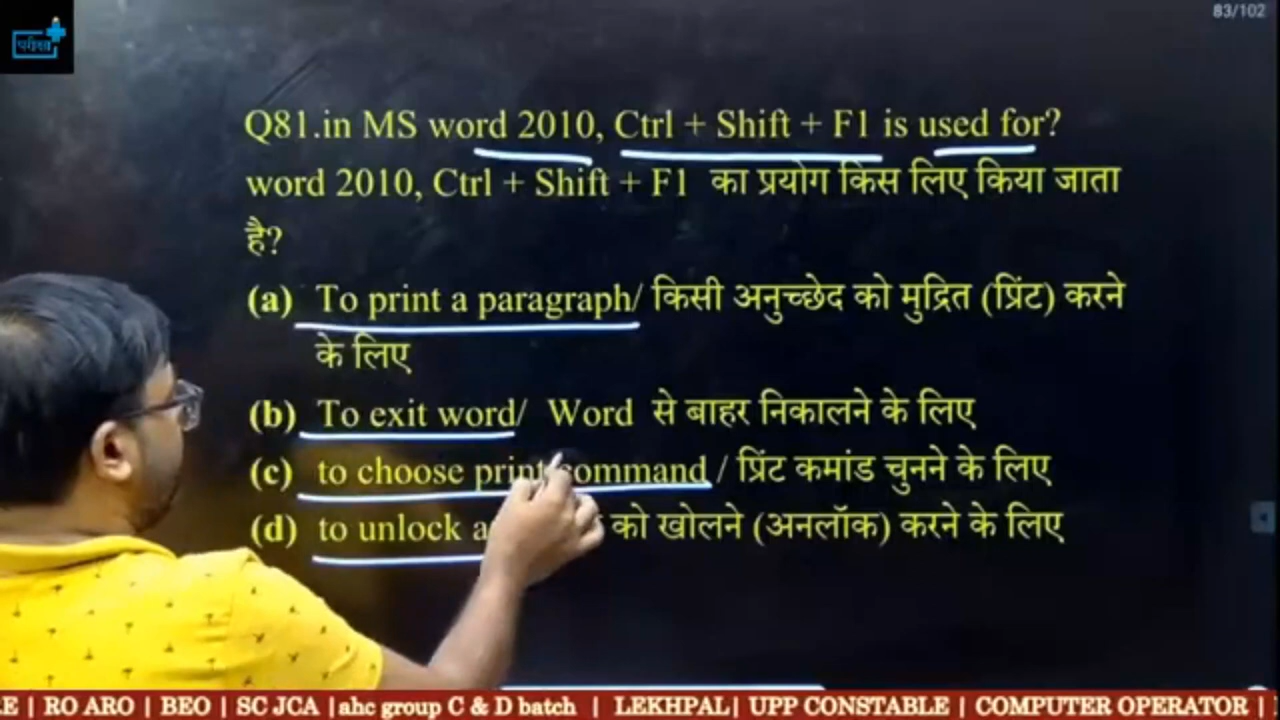 83/102
परीक्षा
Q81.in MS word 2010, Ctrl + Shift + F1 is used for?
word 2010, Ctrl + Shift + F1 का प्रयोग किस लिए किया जाता
है?
(a) To print a paragraph/ किसी अनुच्छेद को मुद्रित (प्रिंट) करने
के लिए
(b) To exit word/ Word से बाहर निकालने के लिए
(c) to choose print command / प्रिंट कमांड चुनने के लिए
(d) to unlock a को खोलने (अनलॉक) करने के लिए
E | RO ARO | BEO | SC JCA |ahc group C & D batch | LEKHPAL| UPP CONSTABLE | COMPUTER OPERATOR |